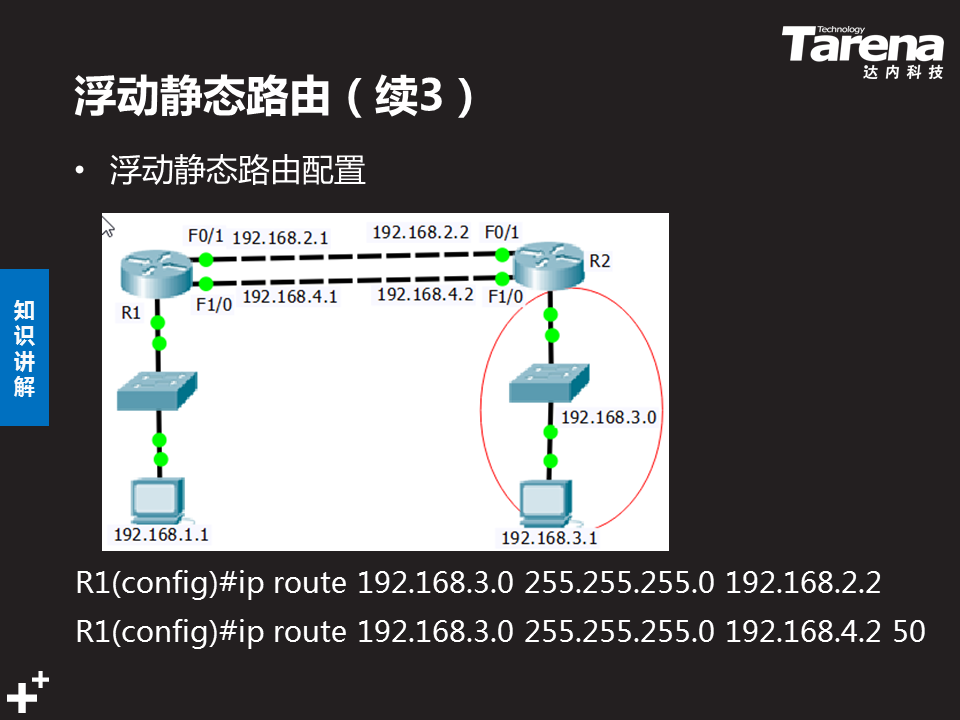 Technology
Tarena
达内科技
浮动静态路由（续3）
• 浮动静态路由配置
知识讲解
F0/1 192.168.2.1 192.168.2.2 F0/1
R2
F1/0 192.168.4.1 192.168.4.2 F1/0
R1
192.168.3.0
192.168.1.1
192.168.3.1
R1(config)#ip route 192.168.3.0 255.255.255.0 192.168.2.2
R1(config)#ip route 192.168.3.0 255.255.255.0 192.168.4.2 50